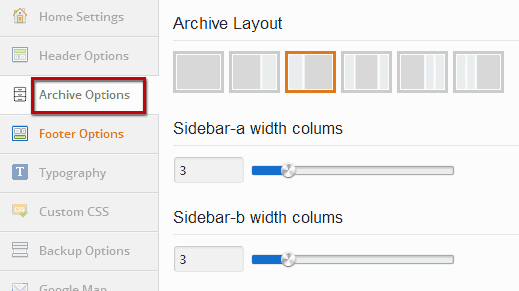 Home Settings
Header Options
Archive Options
Footer Options
T Typography
Custom CSS
Backup Options
Google Map
Archive Layout
Sidebar-a width colums
3
Sidebar-b width colums
3